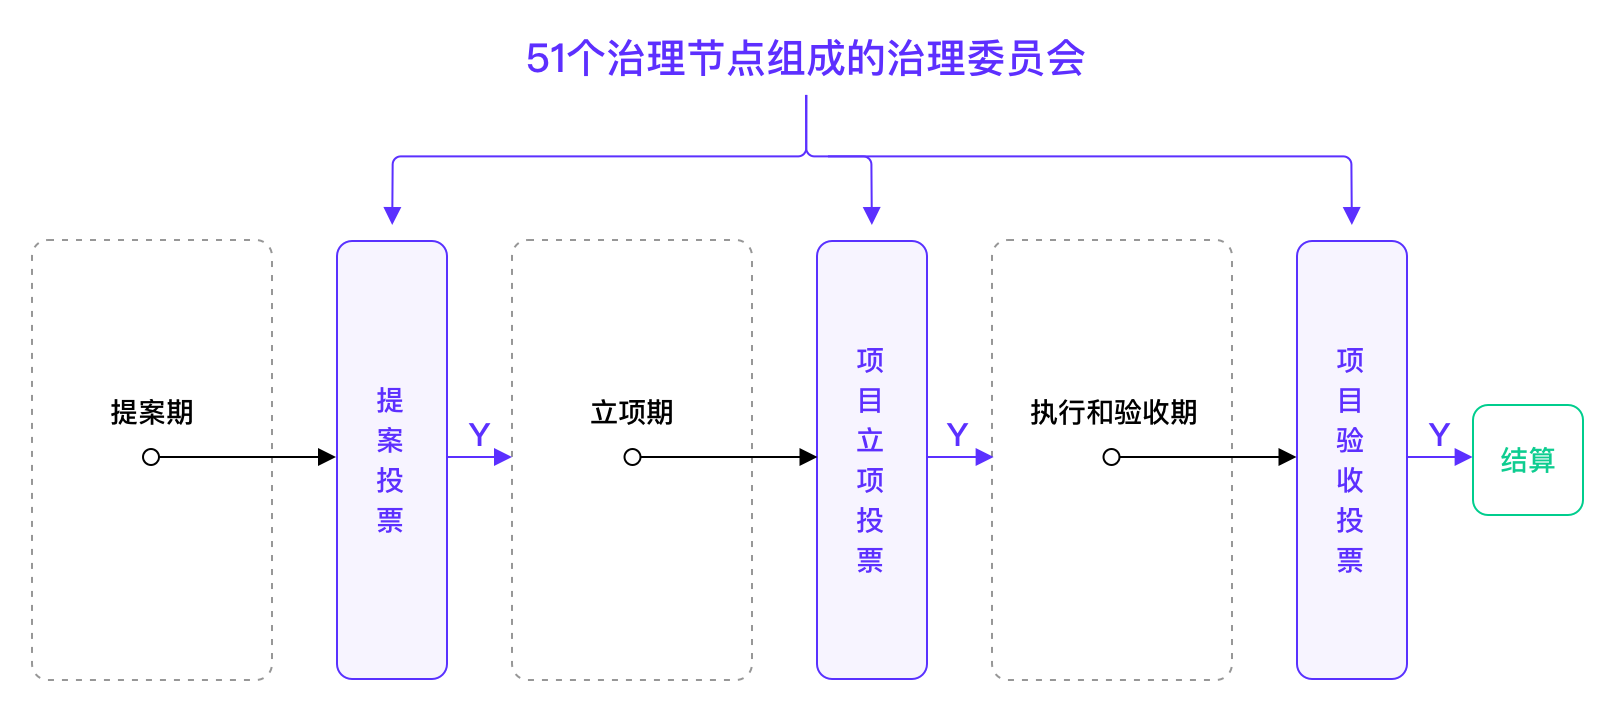 51个治理节点组成的治理委员会
提案期
提案投票
Y
立项期
项目立项投票
Y
执行和验收期
项目验收投票
Y
结算